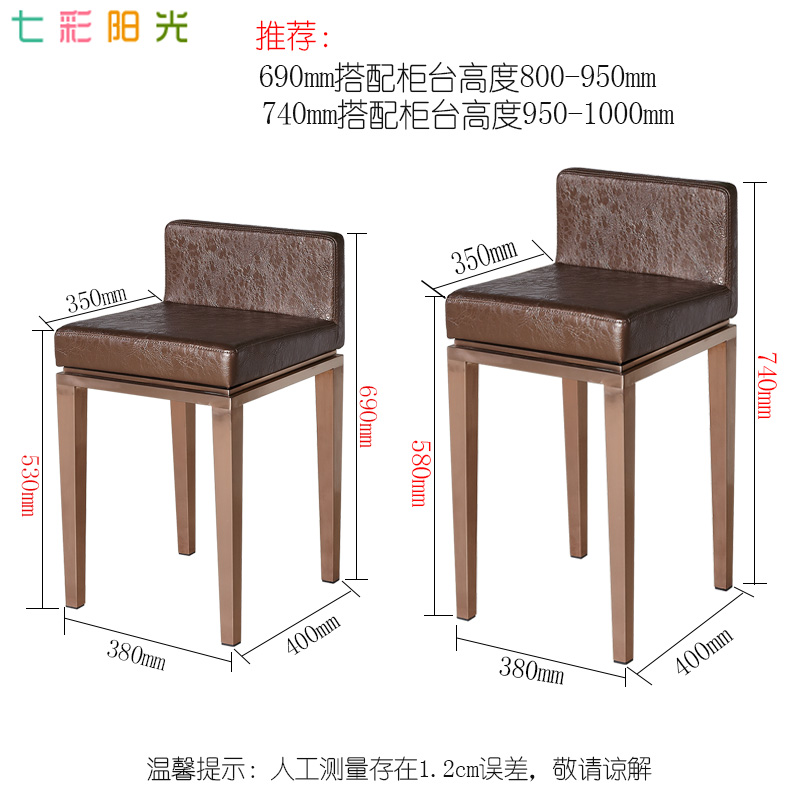 七彩阳光
推荐:
690mm搭配柜台高度800-950mm
740mm搭配柜台高度950-1000mm
350mm
530mm
690mm
380mm
400mm
350mm
580mm
740mm
380mm
400mm
温馨提示: 人工测量存在1.2cm误差, 敬请谅解